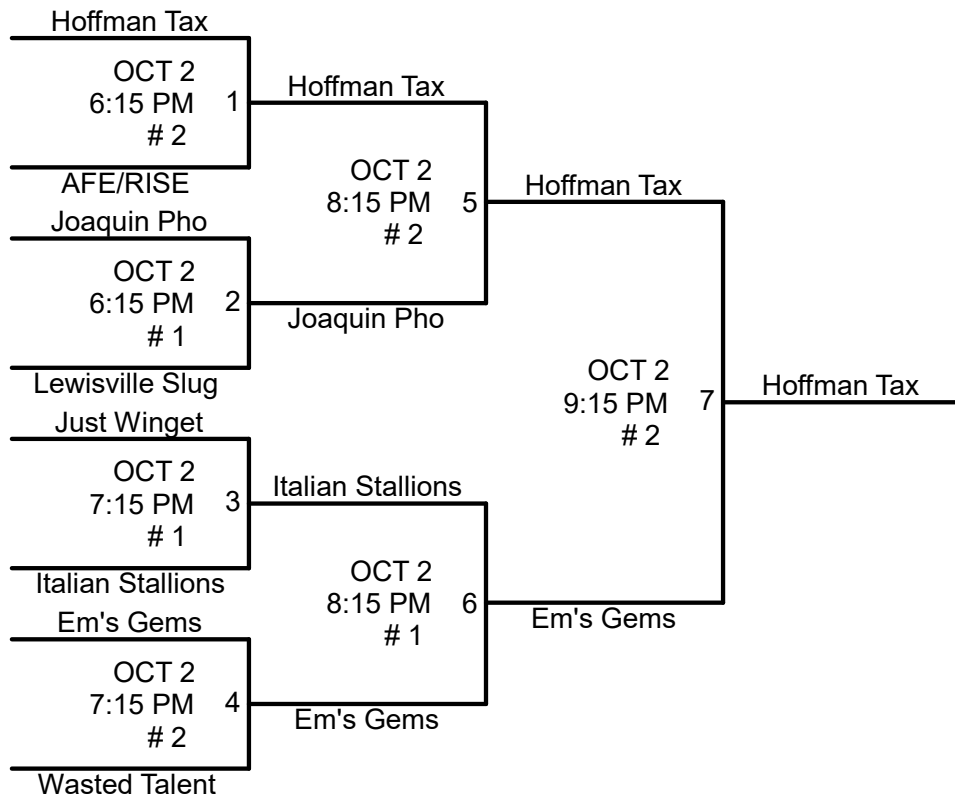 Hoffman Tax
OCT 2
6:15 PM
# 2
1
AFE/RISE
Joaquin Pho
OCT 2
6:15 PM
# 1
2
Lewisville Slug
Just Winget
OCT 2
7:15 PM
# 1
3
Italian Stallions
Em's Gems
OCT 2
7:15 PM
# 2
4
Wasted Talent
Hoffman Tax
OCT 2
8:15 PM
# 2
5
Joaquin Pho
Italian Stallions
OCT 2
8:15 PM
# 1
6
Em's Gems
Hoffman Tax
OCT 2
9:15 PM
# 2
7
Em's Gems
Hoffman Tax